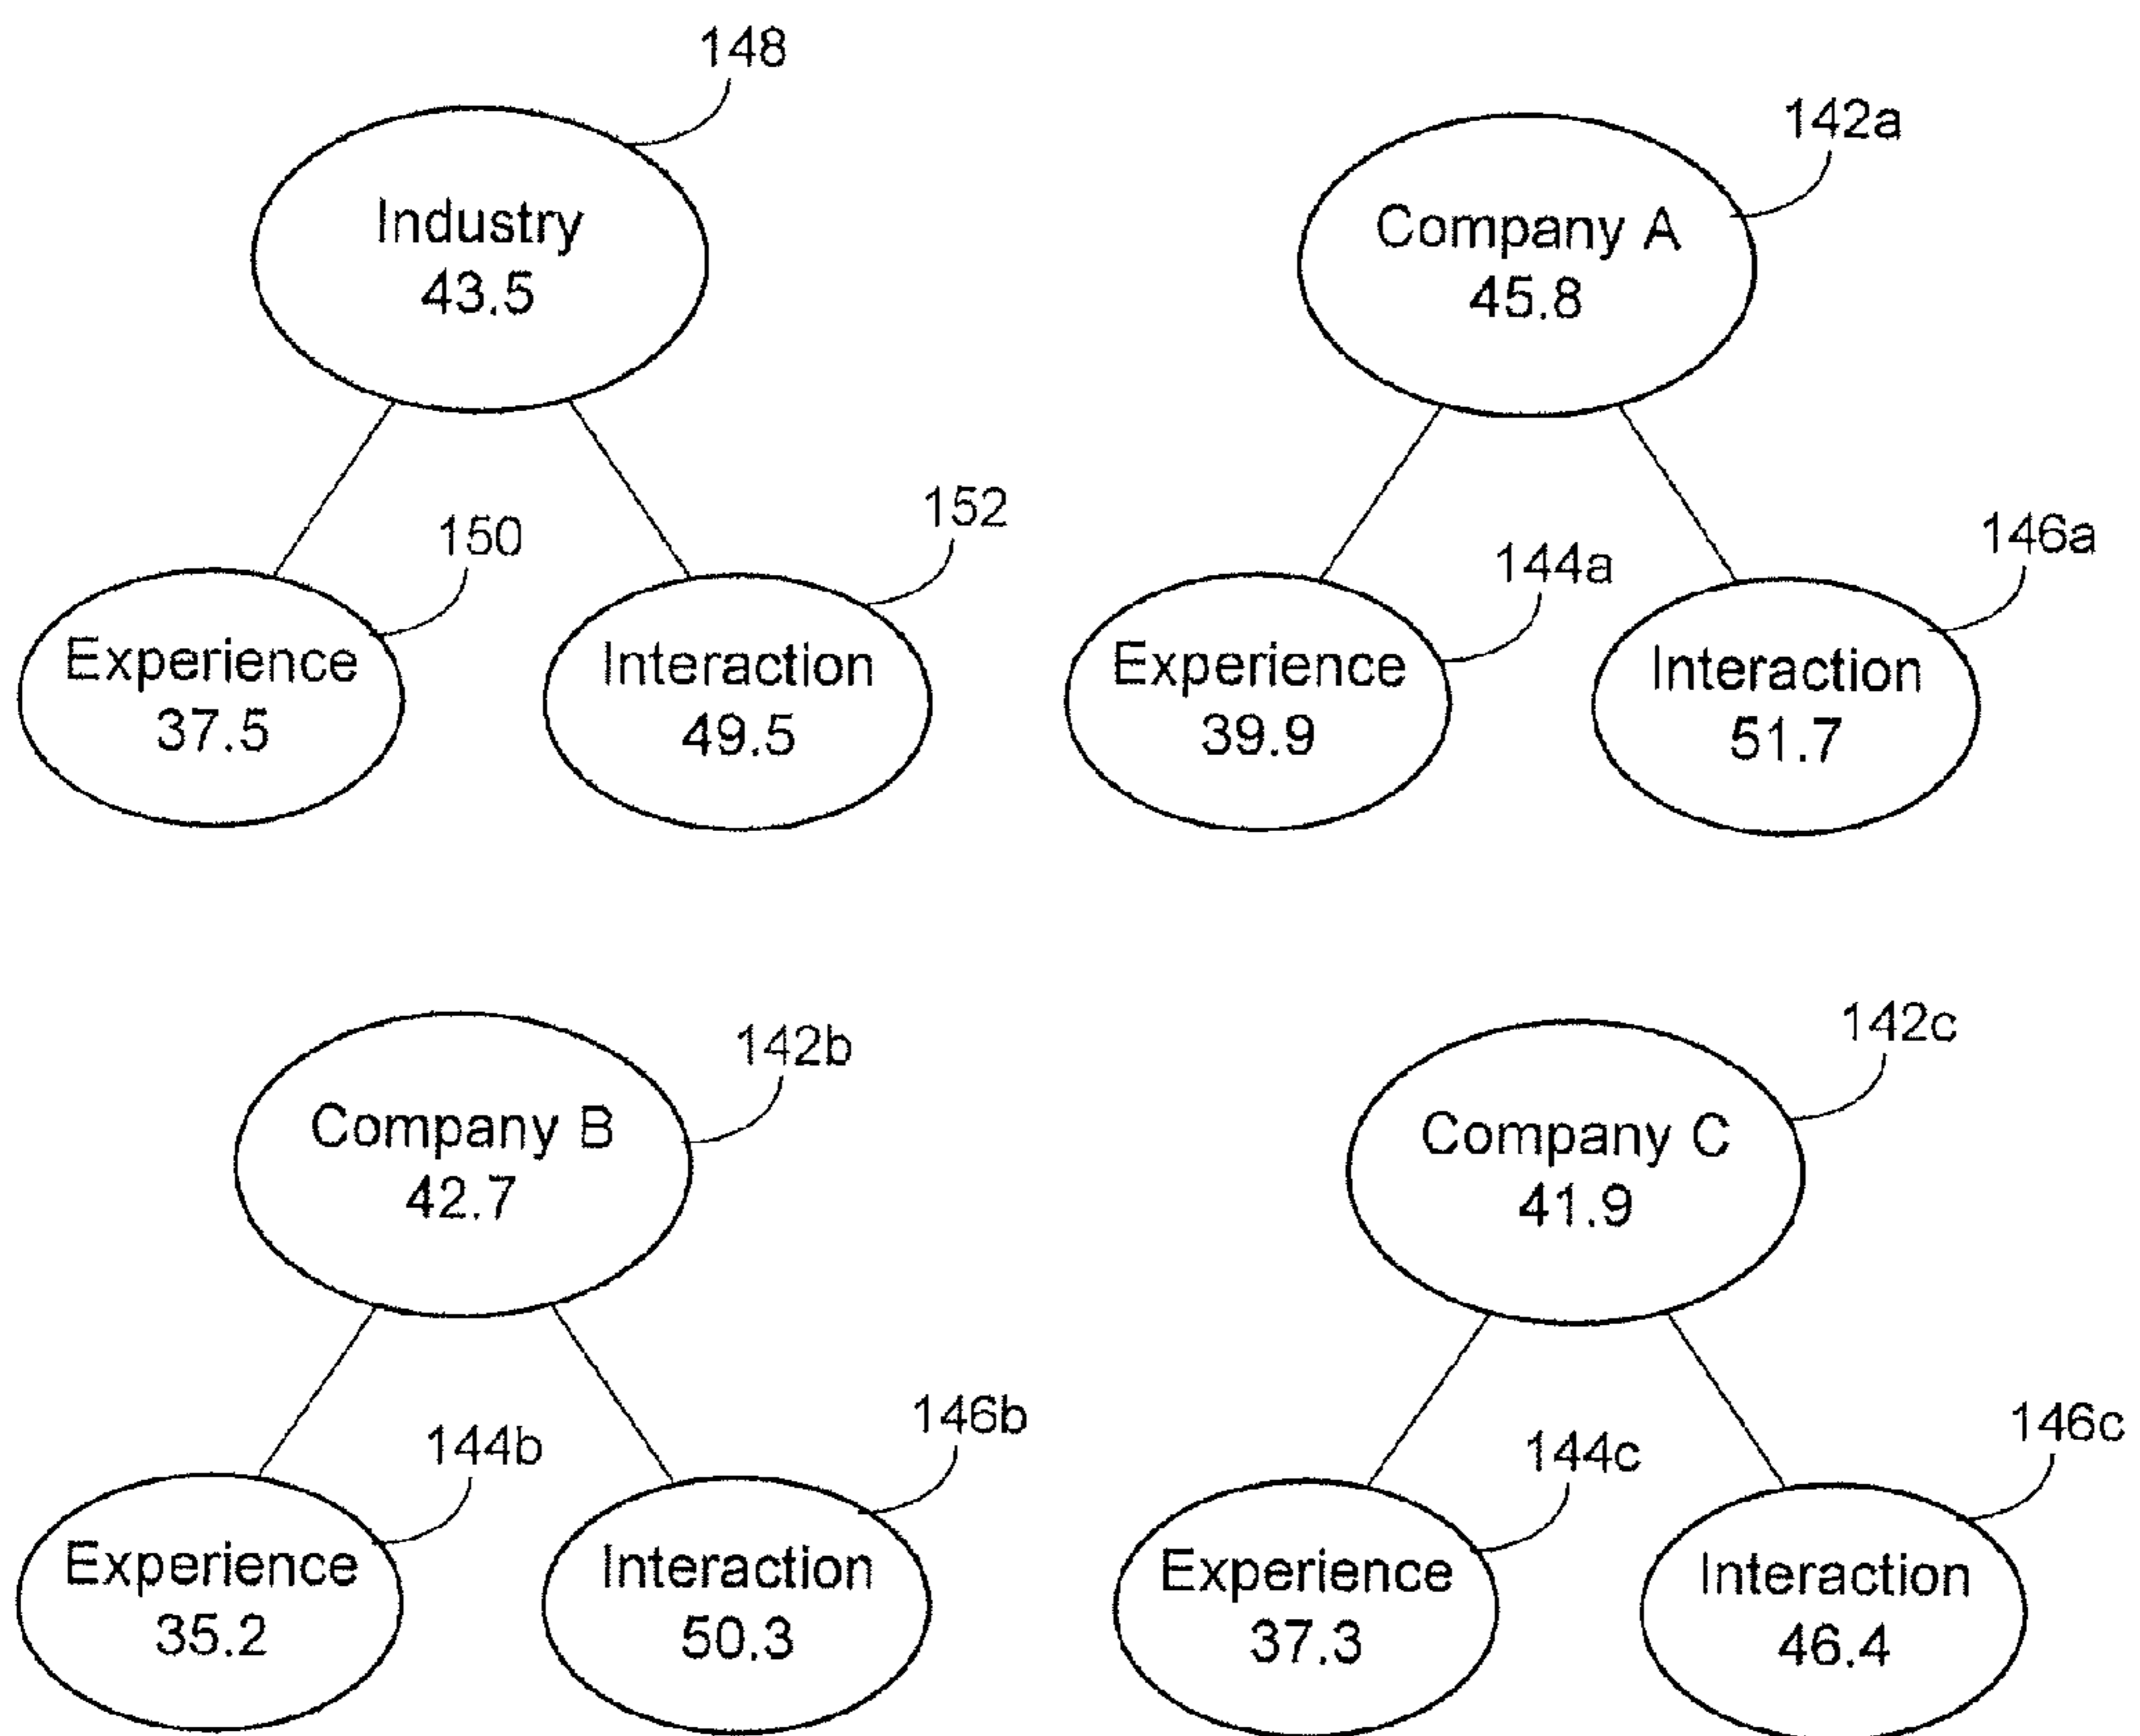 148
Industry
43.5
150
152
Experience
37.5
Interaction
49.5
142a
Company A
45.8
144a
146a
Experience
39.9
Interaction
51.7
142b
Company B
42.7
144b
146b
Experience
35.2
Interaction
50.3
142c
Company C
41.9
144c
146c
Experience
37.3
Interaction
46.4